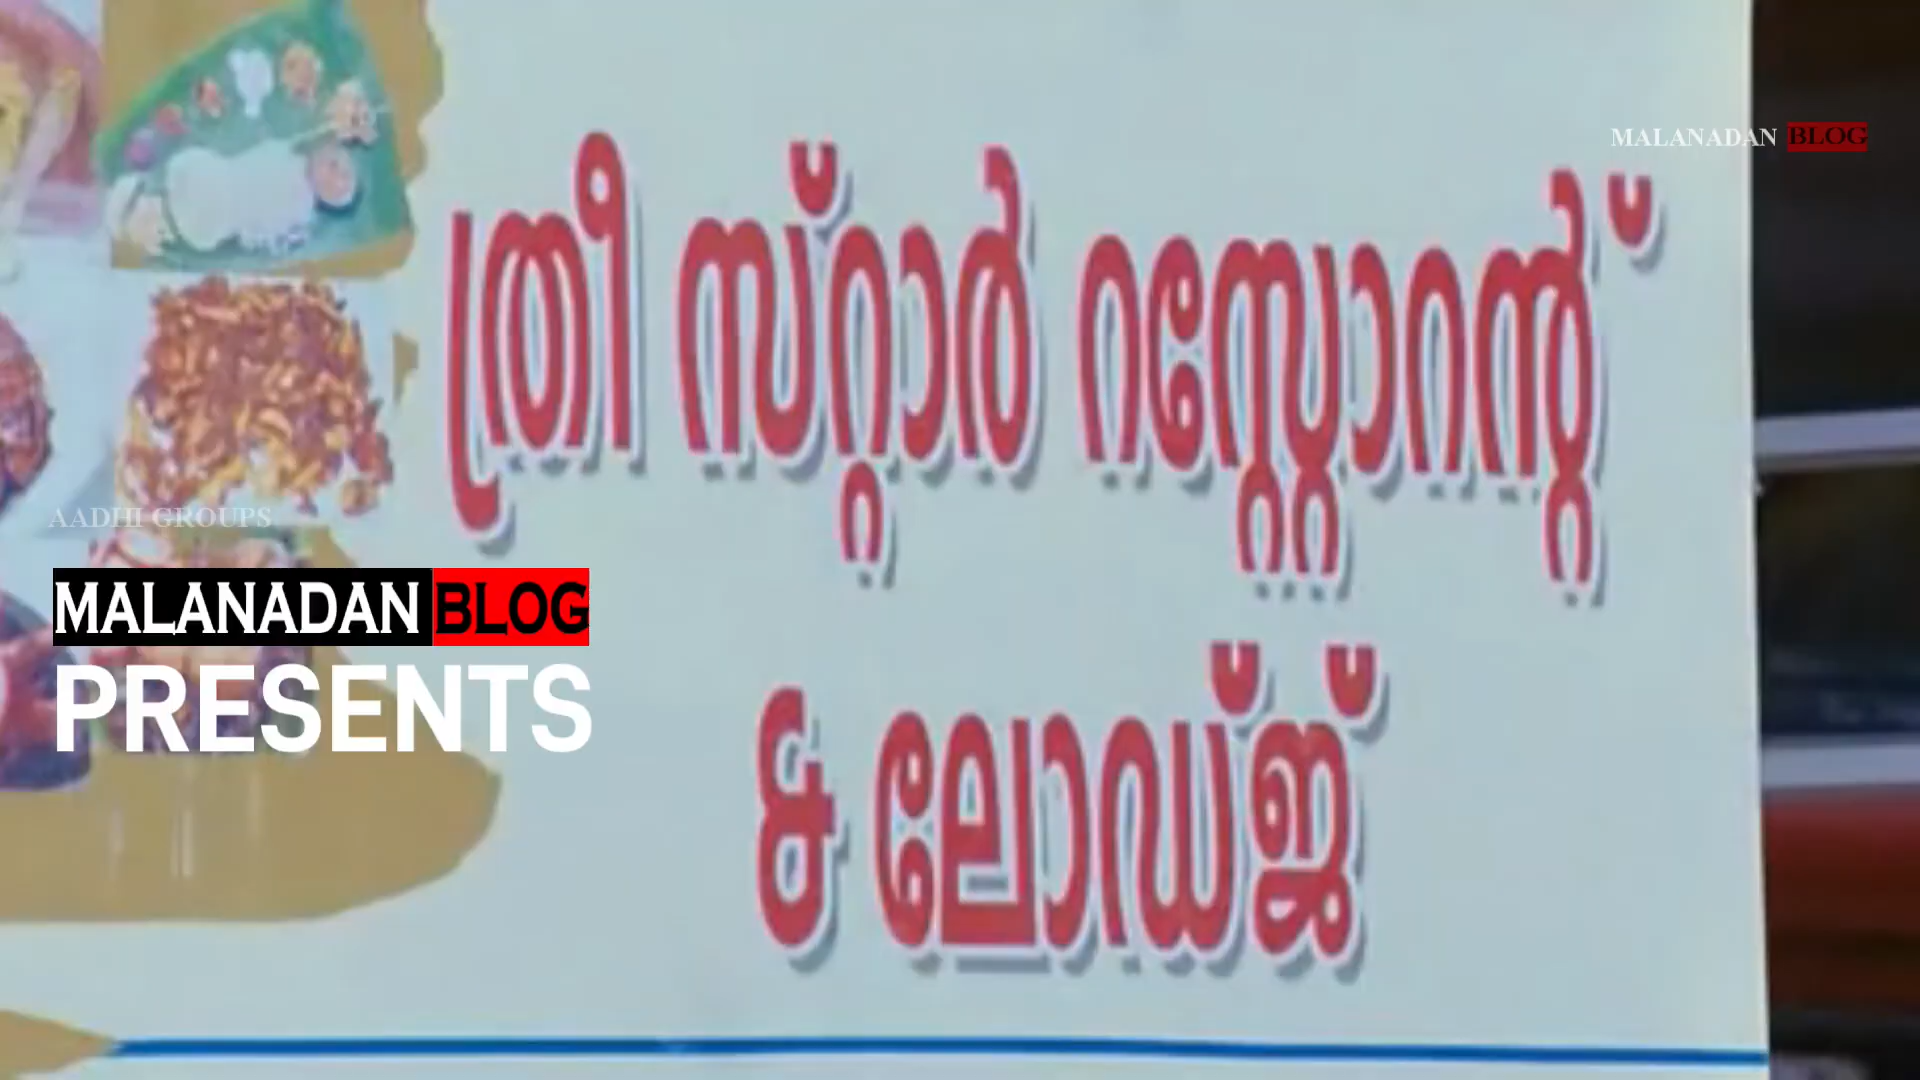 MALANADAN BLOG
ത്രീ സ്റ്റാർ റസ്റ്റോറന്റ്
AADHI GROUPS
MALANADAN BLOG
PRESENTS
& ലോഡ്ജ്